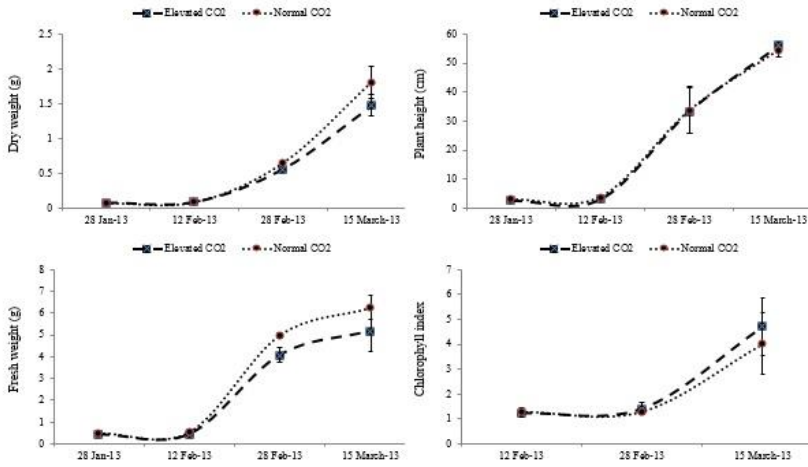 Elevated CO2 Normal CO2
Dry weight (g)
2.5
2
1.5
1
0.5
0
28 Jan-13 12 Feb-13 28 Feb-13 15 March-13
Elevated CO2 Normal CO2
Plant height (cm)
60
50
40
30
20
10
0
28 Jan-13 12 Feb-13 28 Feb-13 15 March-13
Elevated CO2 Normal CO2
Fresh weight (g)
8
7
6
5
4
3
2
1
0
28 Jan-13 12 Feb-13 28 Feb-13 15 March-13
Elevated CO2 Normal CO2
Chlorophyll index
7
6
5
4
3
2
1
0
12 Feb-13 28 Feb-13 15 March-13